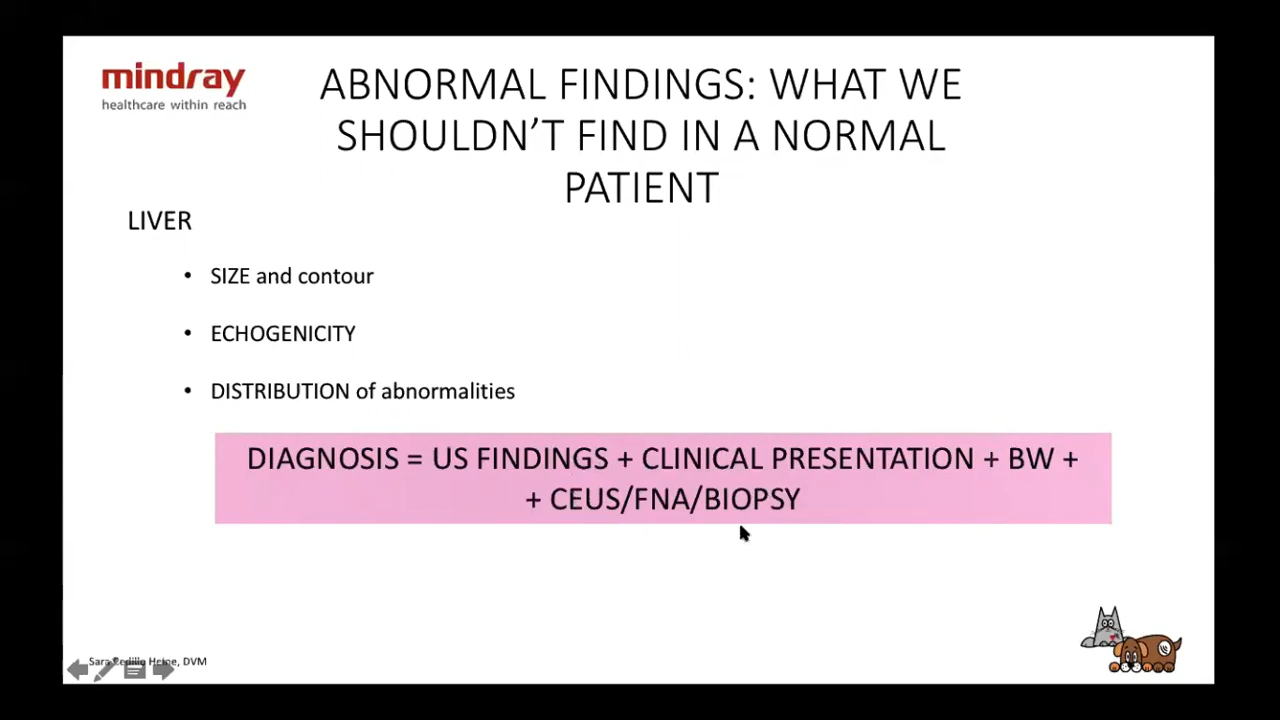 mindray
healthcare within reach
ABNORMAL FINDINGS: WHAT WE
SHOULDN’T FIND IN A NORMAL
PATIENT
LIVER
• SIZE and contour
• ECHOGENICITY
• DISTRIBUTION of abnormalities
DIAGNOSIS = US FINDINGS + CLINICAL PRESENTATION + BW +
+ CEUS/FNA/BIOPSY
Sara Cedillo Heine, DVM